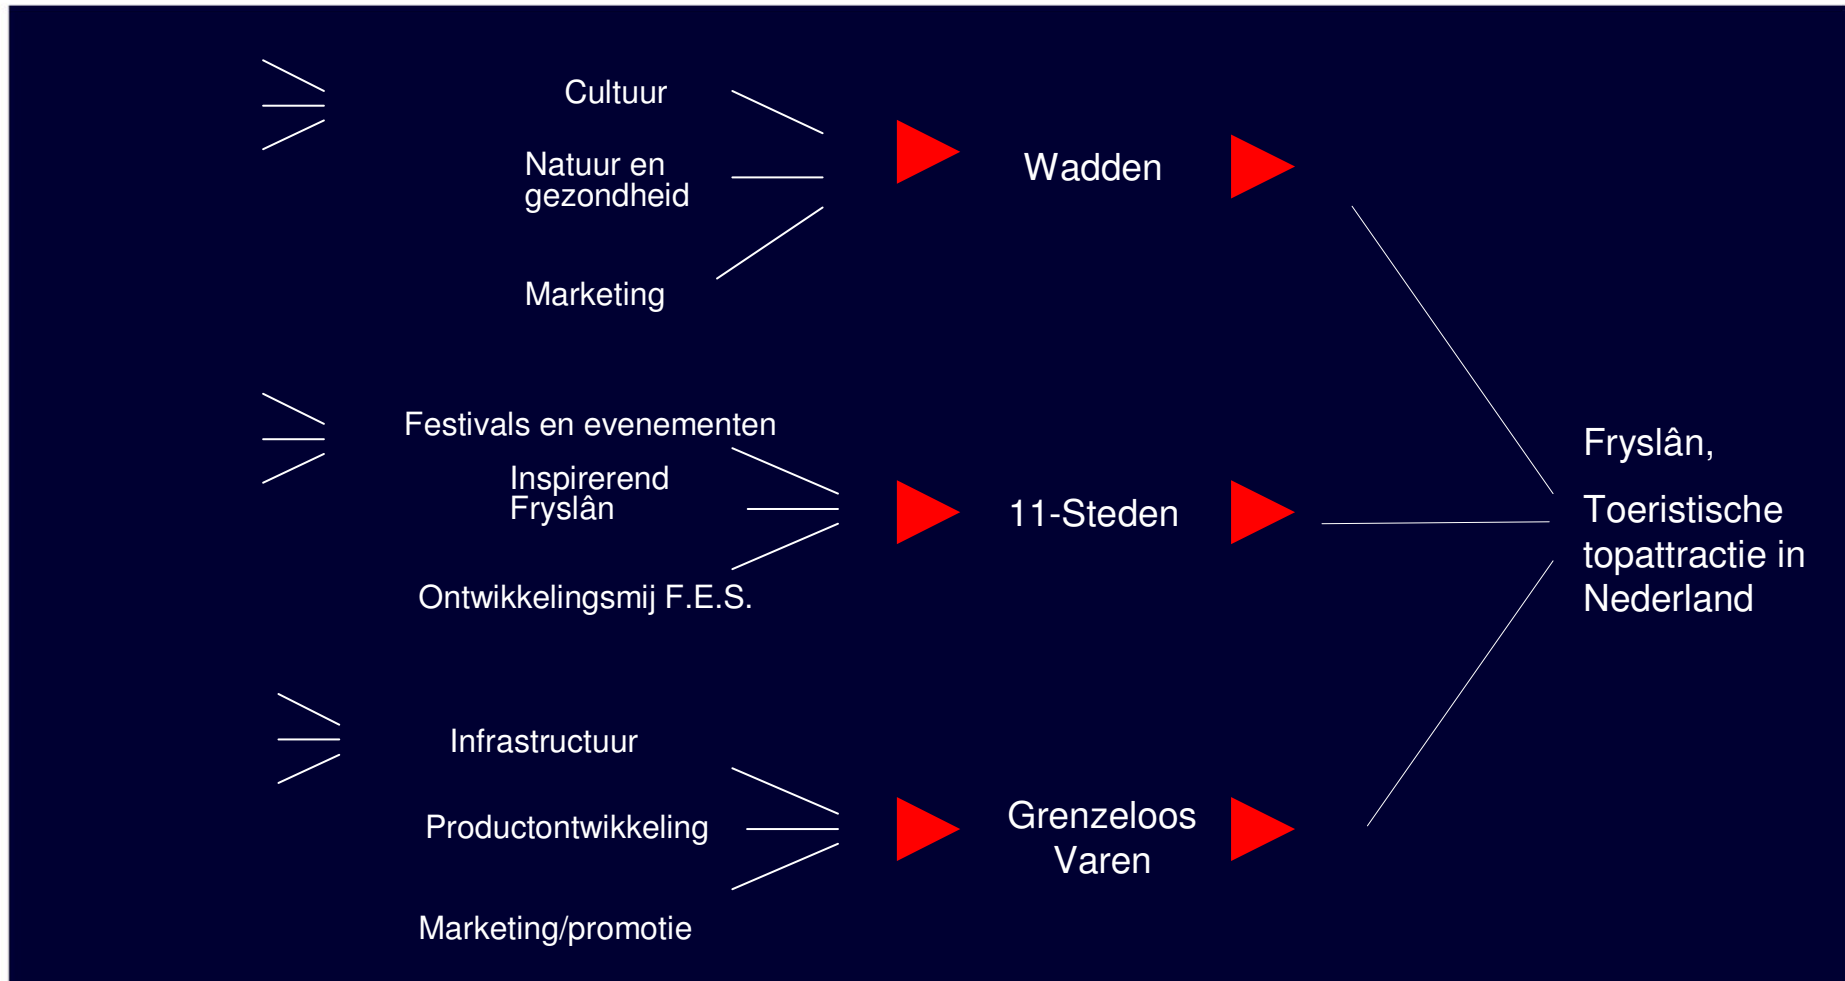 Cultuur
Natuur en
gezondheid
Marketing
Wadden
Festivals en evenementen
Inspirerend
Fryslân
Ontwikkelingsmij F.E.S.
11-Steden
Infrastructuur
Productontwikkeling
Marketing/promotie
Grenzeloos
Varen
Fryslân,
Toeristische
topattractie in
Nederland